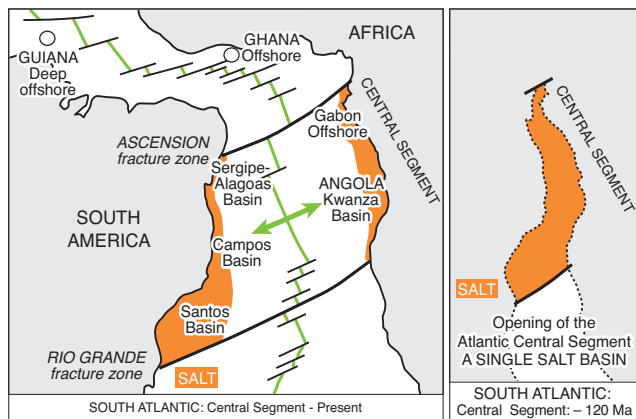 AFRICA
GHANA
Offshore
GUIANA
Deep
offshore
CENTRAL SEGMENT
Gabon
Offshore
ASCENSION
fracture zone
Sergipe-
Alagoas
Basin
ANGOLA
Kwanza
Basin
SOUTH
AMERICA
Campos
Basin
Santos
Basin
RIO GRANDE
fracture zone
SALT
SOUTH ATLANTIC: Central Segment - Present
CENTRAL SEGMENT
SALT
Opening of the
Atlantic Central Segment
A SINGLE SALT BASIN
SOUTH ATLANTIC:
Central Segment: – 120 Ma